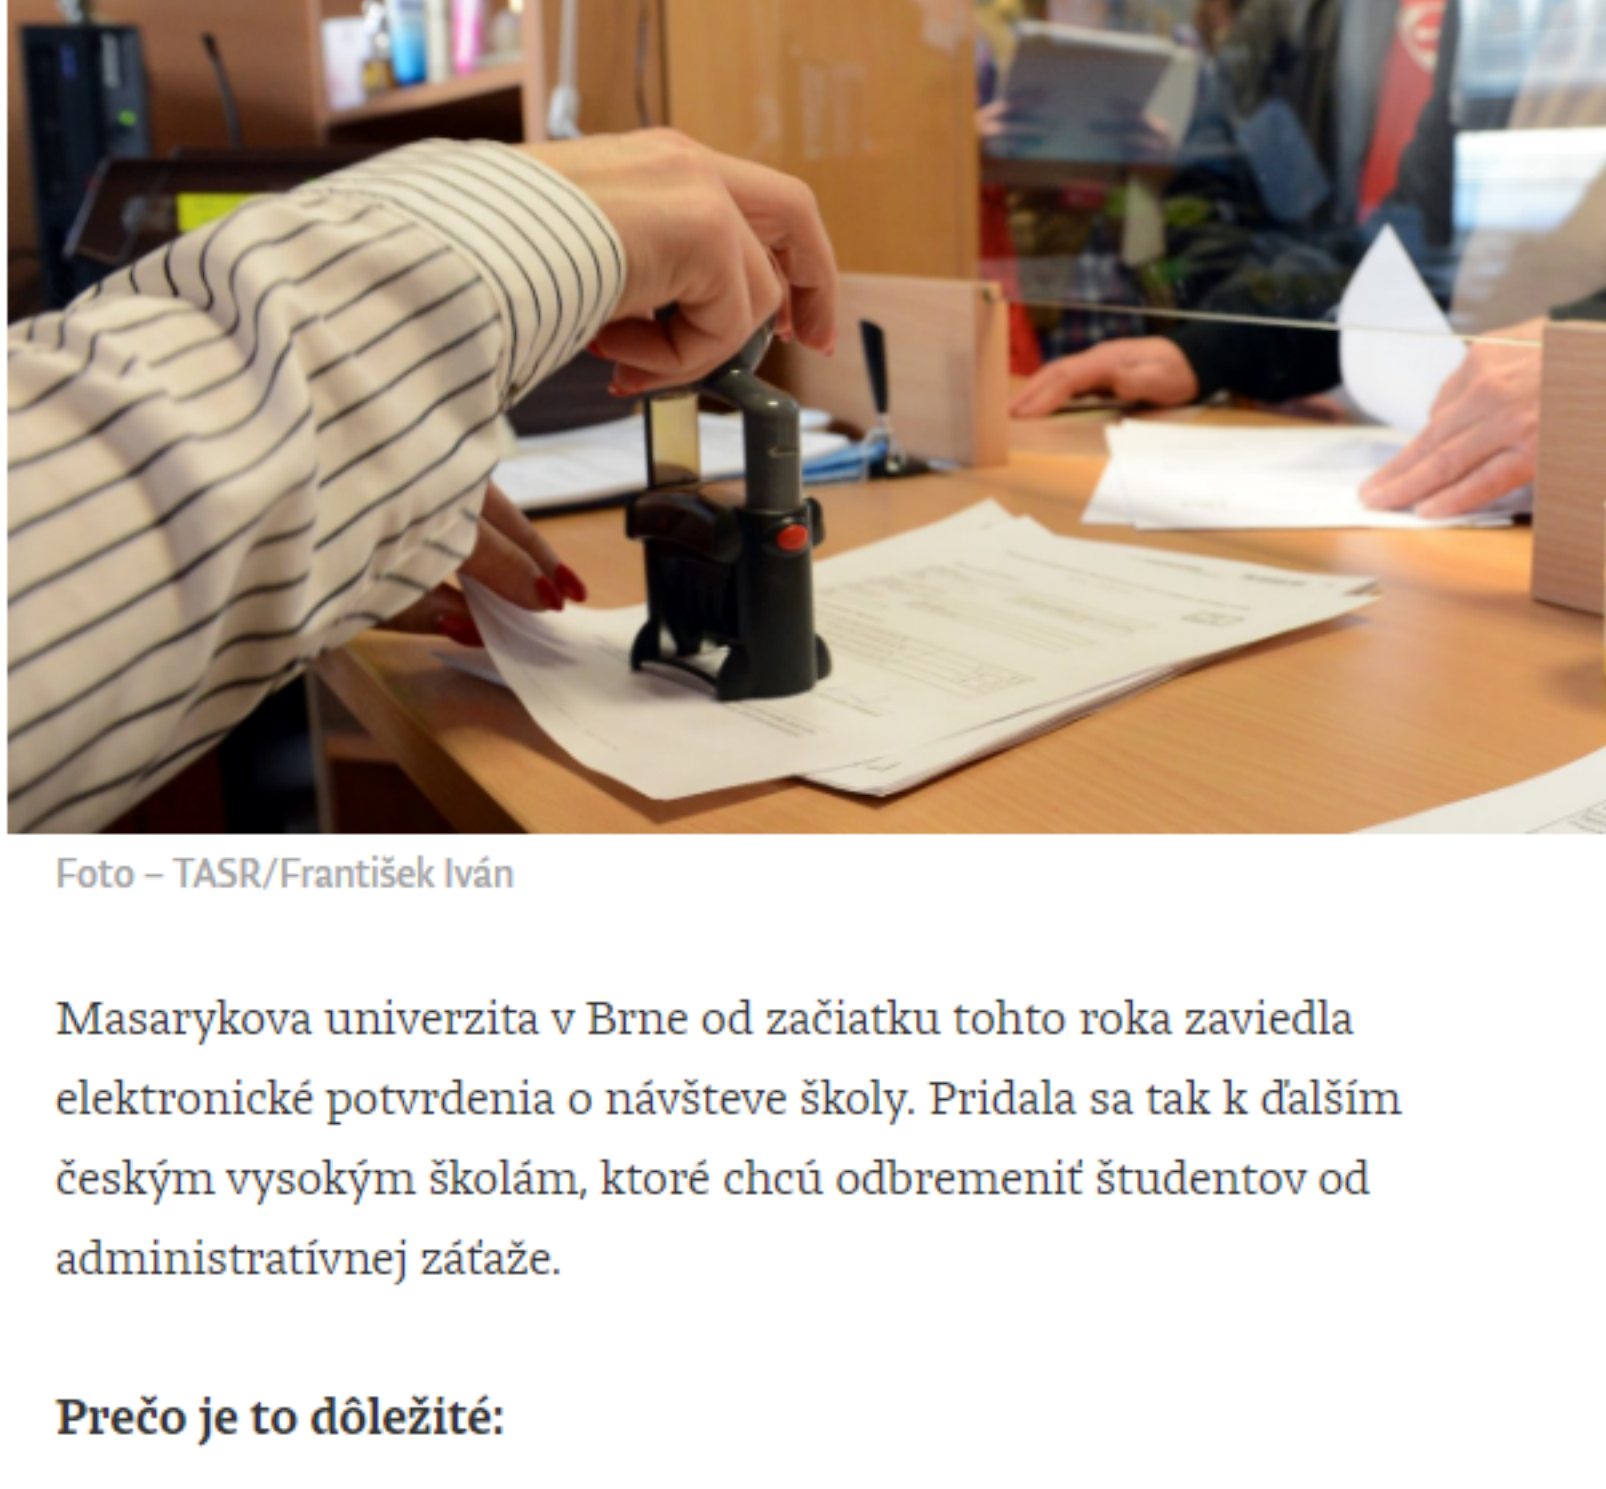 Foto – TASR/František Iván
Masarykova univerzita v Brne od začiatku tohto roka zaviedla
elektronické potvrdenia o návšteve školy. Pridala sa tak k ďalším
českým vysokým školám, ktoré chcú odbremeniť študentov od
administratívnej záťaže.
Prečo je to dôležité: